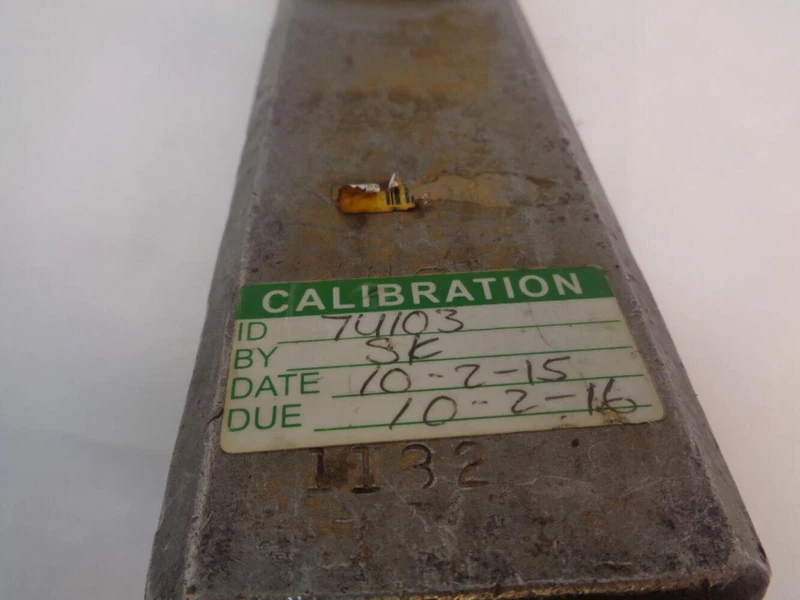 CALIBRATION
ID 74103
BY SK
DATE 10-2-15
DUE 10-2-16
1132